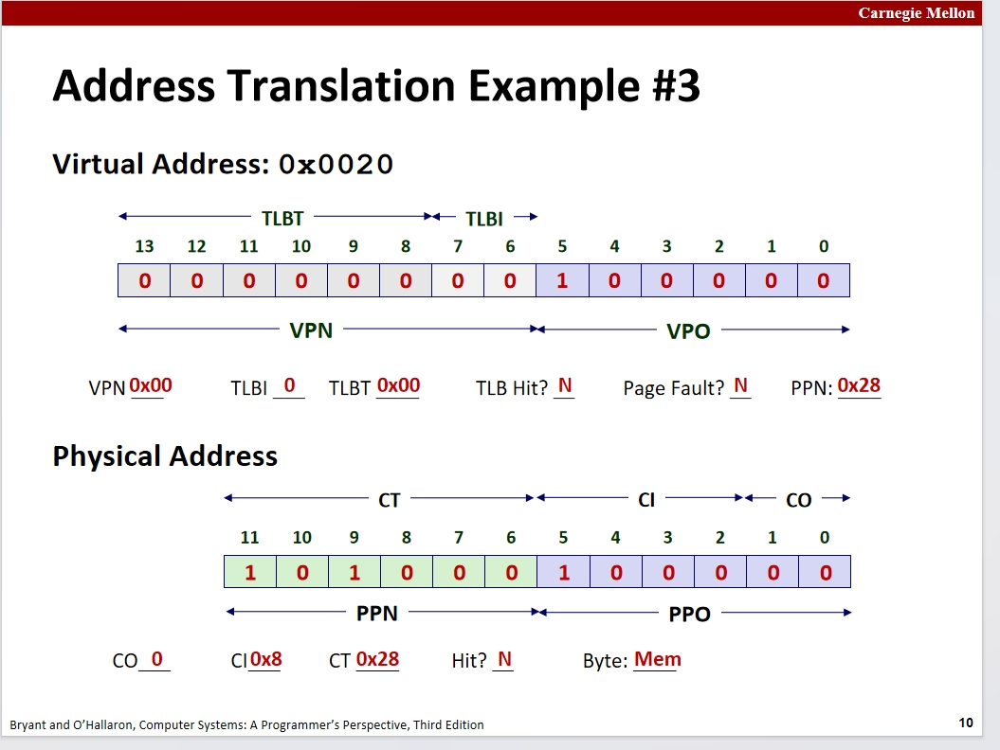 Carnegie Mellon
Address Translation Example #3
Virtual Address: 0x0020
TLBT TLBI
13 12 11 10 9 8 7 6 5 4 3 2 1 0
0 0 0 0 0 0 0 0 1 0 0 0 0 0
VPN VPO
VPN 0x00 TLBI 0 TLBT 0x00 TLB Hit? N Page Fault? N PPN: 0x28
Physical Address
CT CI CO
11 10 9 8 7 6 5 4 3 2 1 0
1 0 1 0 0 0 1 0 0 0 0 0
PPN PPO
CO 0 CI 0x8 CT 0x28 Hit? N Byte: Mem
Bryant and O’Hallaron, Computer Systems: A Programmer’s Perspective, Third Edition 10